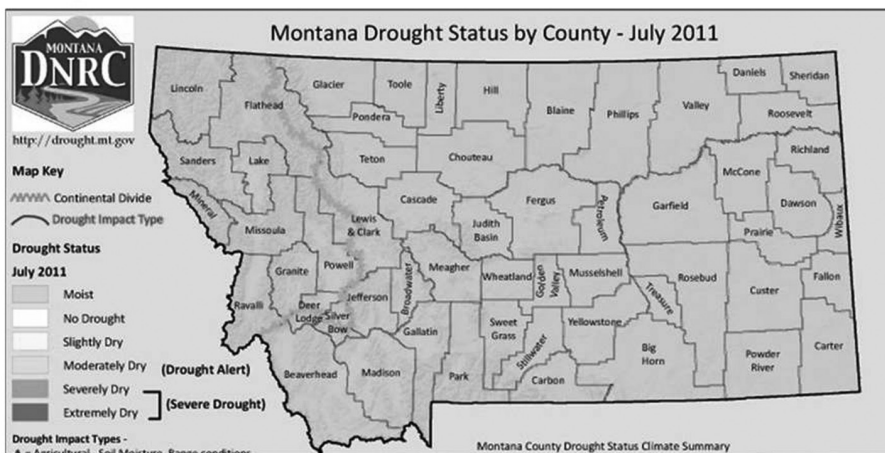 Montana Drought Status by County - July 2011
MONTANA
DNRC
http://drought.mt.gov
Map Key
Continental Divide
Drought Impact Type
Drought Status
July 2011
Moist
No Drought
Slightly Dry
Moderately Dry (Drought Alert)
Severely Dry
Extremely Dry
(Severe Drought)
Drought Impact Types -
A = Agricultural - Soil Moisture, Range conditions
Lincoln
Flathead
Glacier
Toole
Liberty
Hill
Blaine
Phillips
Valley
Daniels
Sheridan
Roosevelt
Pondera
Teton
Chouteau
Sanders
Lake
Mineral
Missoula
Lewis
& Clark
Cascade
Judith
Basin
Fergus
Petroleum
Garfield
McCone
Richland
Dawson
Prairie
Wibaux
Powell
Granite
Ravalli
Deer
Lodge
Silver
Bow
Jefferson
Broadwater
Meagher
Wheatland
Golden
Valley
Musselshell
Treasure
Rosebud
Custer
Fallon
Beaverhead
Madison
Gallatin
Park
Sweet
Grass
Stillwater
Yellowstone
Carbon
Big
Horn
Powder
River
Carter
Montana County Drought Status Climate Summary